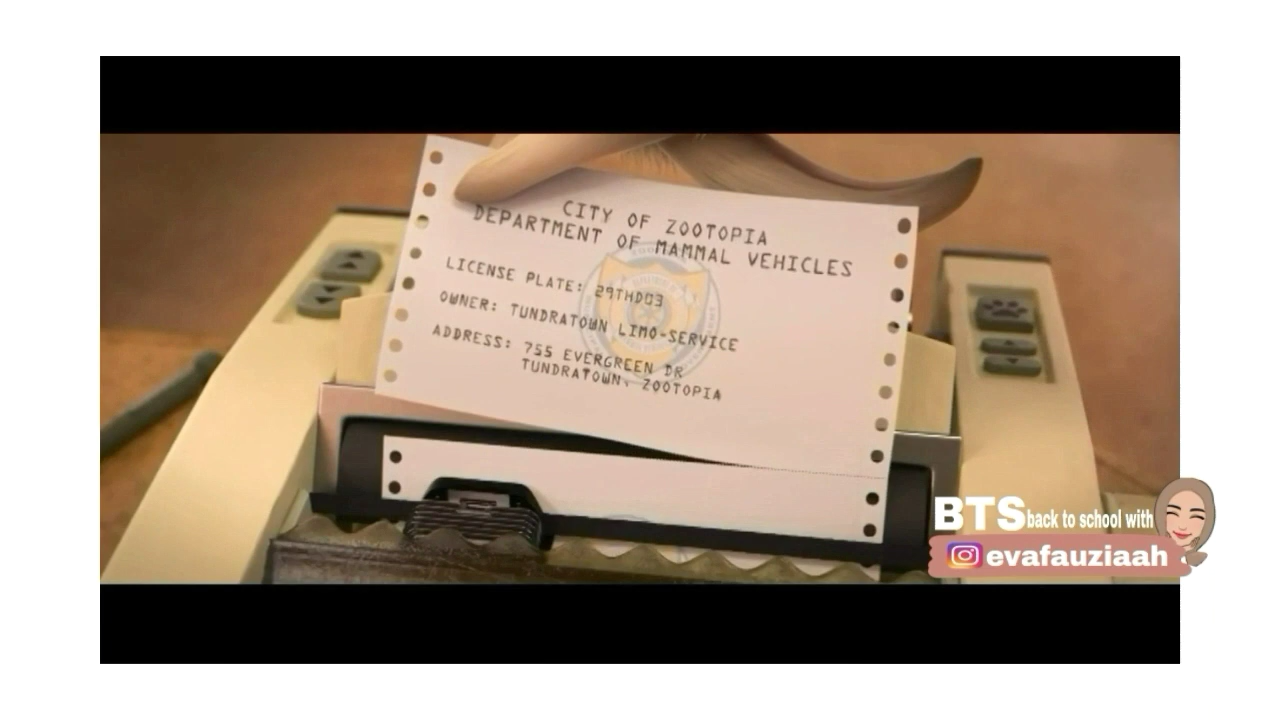 CITY OF ZOOTOPIA
DEPARTMENT OF MAMMAL VEHICLES
LICENSE PLATE: 29THD03
OWNER: TUNDRATOWN LIMO-SERVICE
ADDRESS: 755 EVERGREEN DR
TUNDRATOWN, ZOOTOPIA
BTS back to school with
evafauziaah